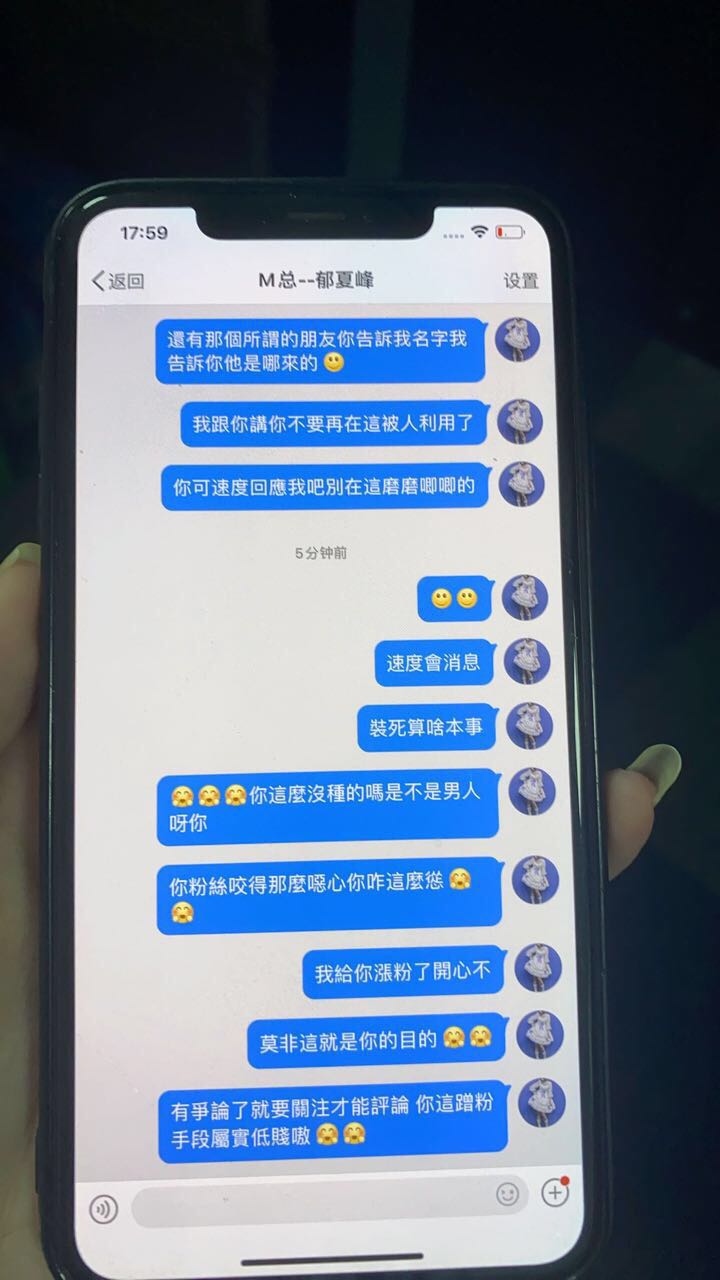 17:59
返回
M总--郁夏峰
设置
還有那個所謂的朋友你告訴我名字我
告訴你他是哪來的🙂
我跟你講你不要再在這被人利用了
你可速度回應我吧別在這磨磨唧唧的
5分钟前
🙂🙂
速度會消息
裝死算啥本事
🤗🤗🤗你這麼沒種的嗎是不是男人
呀你
你粉絲咬得那麼噁心你咋這麼慫🤗
🤗
我給你漲粉了開心不
莫非這就是你的目的🤗🤗
有爭論了就要關注才能評論 你這蹭粉
手段屬實低賤嗷🤗🤗